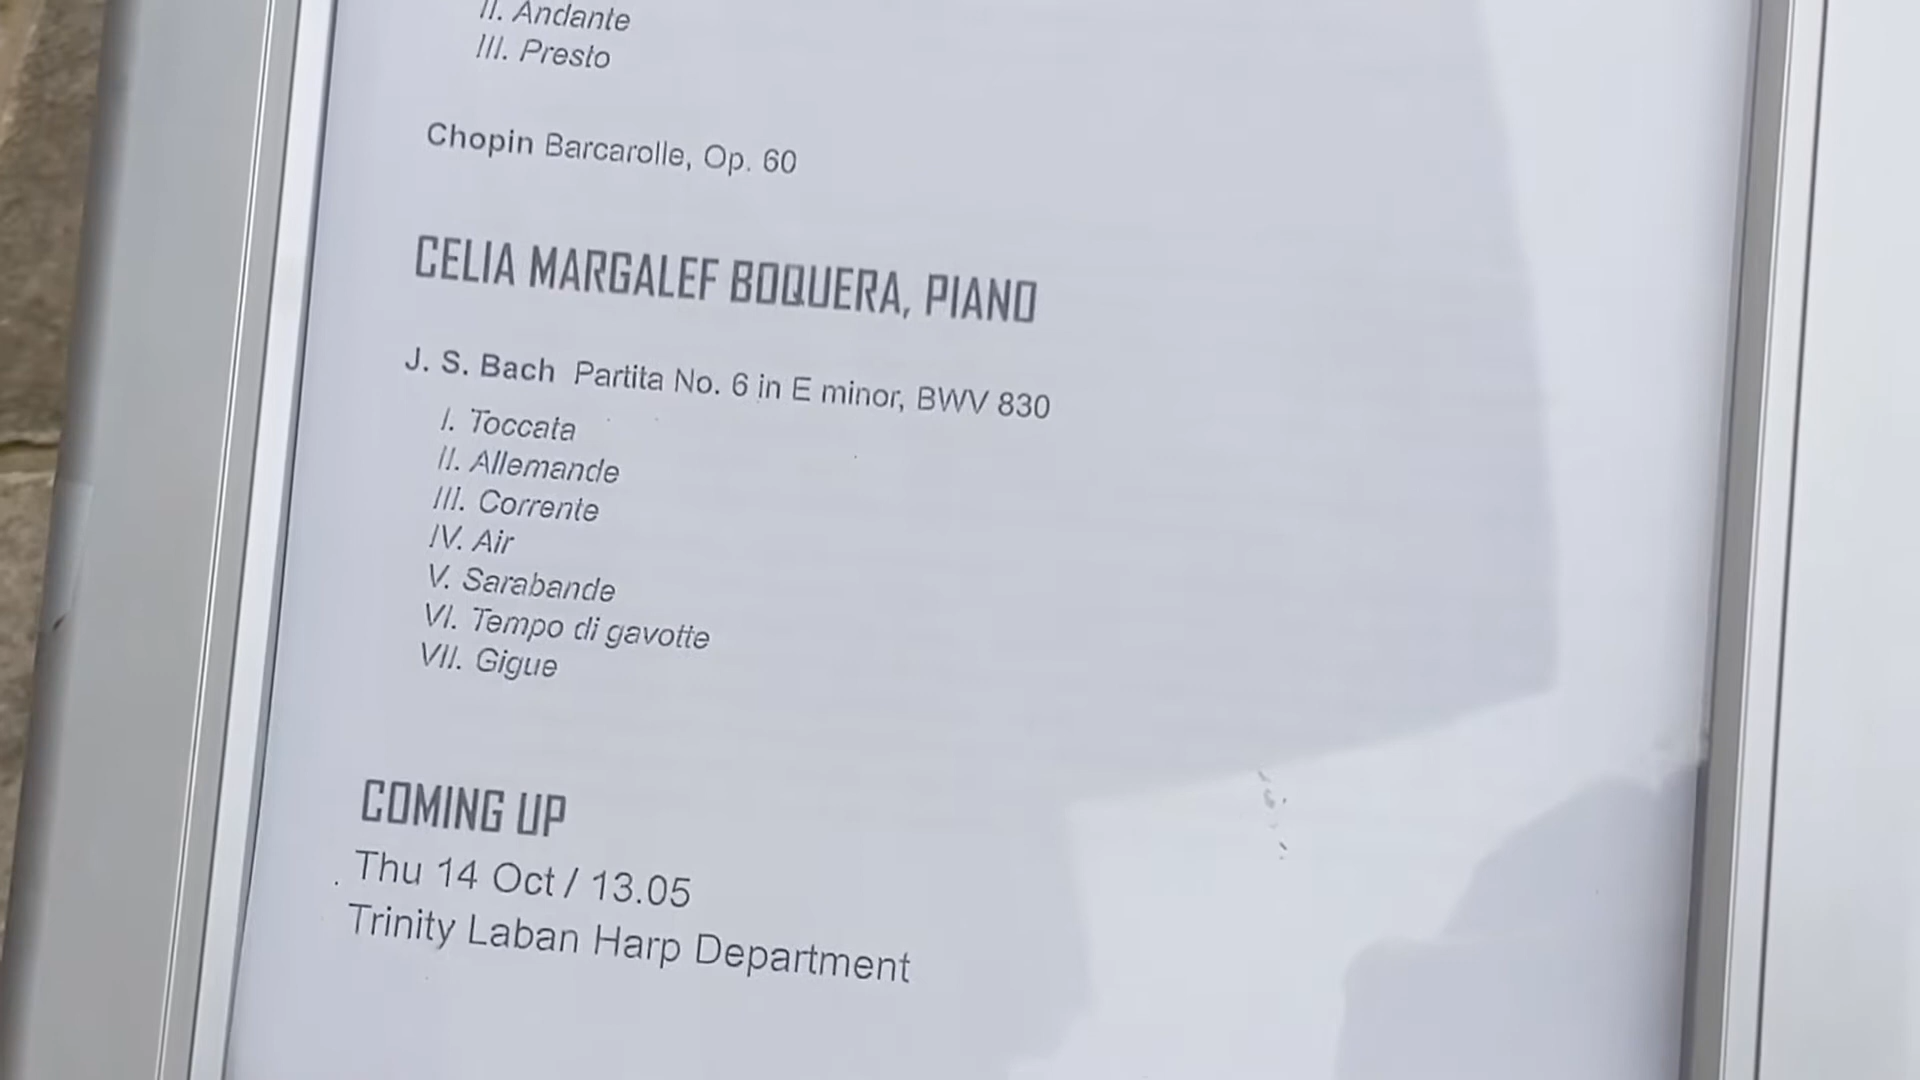 II. Andante
III. Presto
Chopin Barcarolle, Op. 60
CELIA MARGALEF BOQUERA, PIANO
J. S. Bach Partita No. 6 in E minor, BWV 830
I. Toccata
II. Allemande
III. Corrente
IV. Air
V. Sarabande
VI. Tempo di gavotte
VII. Gigue
COMING UP
Thu 14 Oct / 13.05
Trinity Laban Harp Department